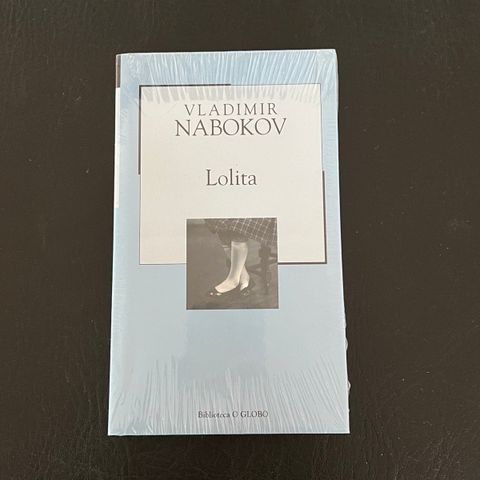 VLADIMIR
NABOKOV
Lolita
Biblioteca O GLOBO